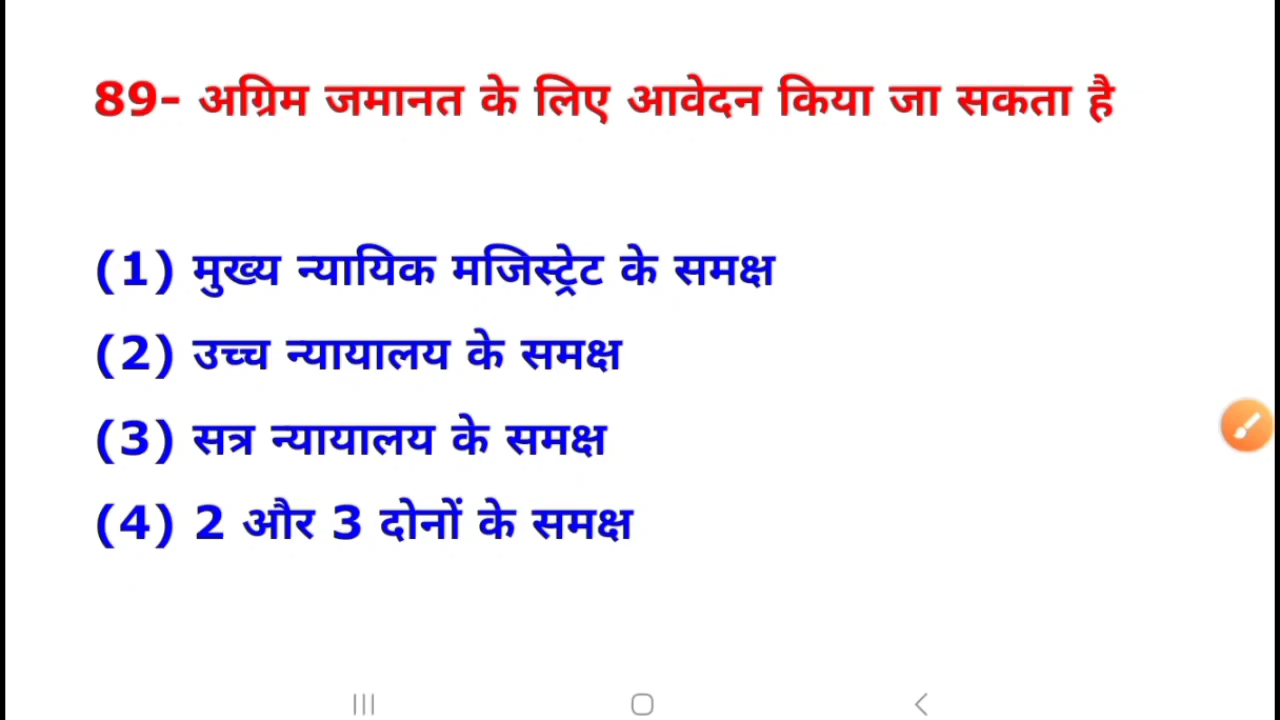 89- अग्रिम जमानत के लिए आवेदन किया जा सकता है
(1) मुख्य न्यायिक मजिस्ट्रेट के समक्ष
(2) उच्च न्यायालय के समक्ष
(3) सत्र न्यायालय के समक्ष
(4) 2 और 3 दोनों के समक्ष